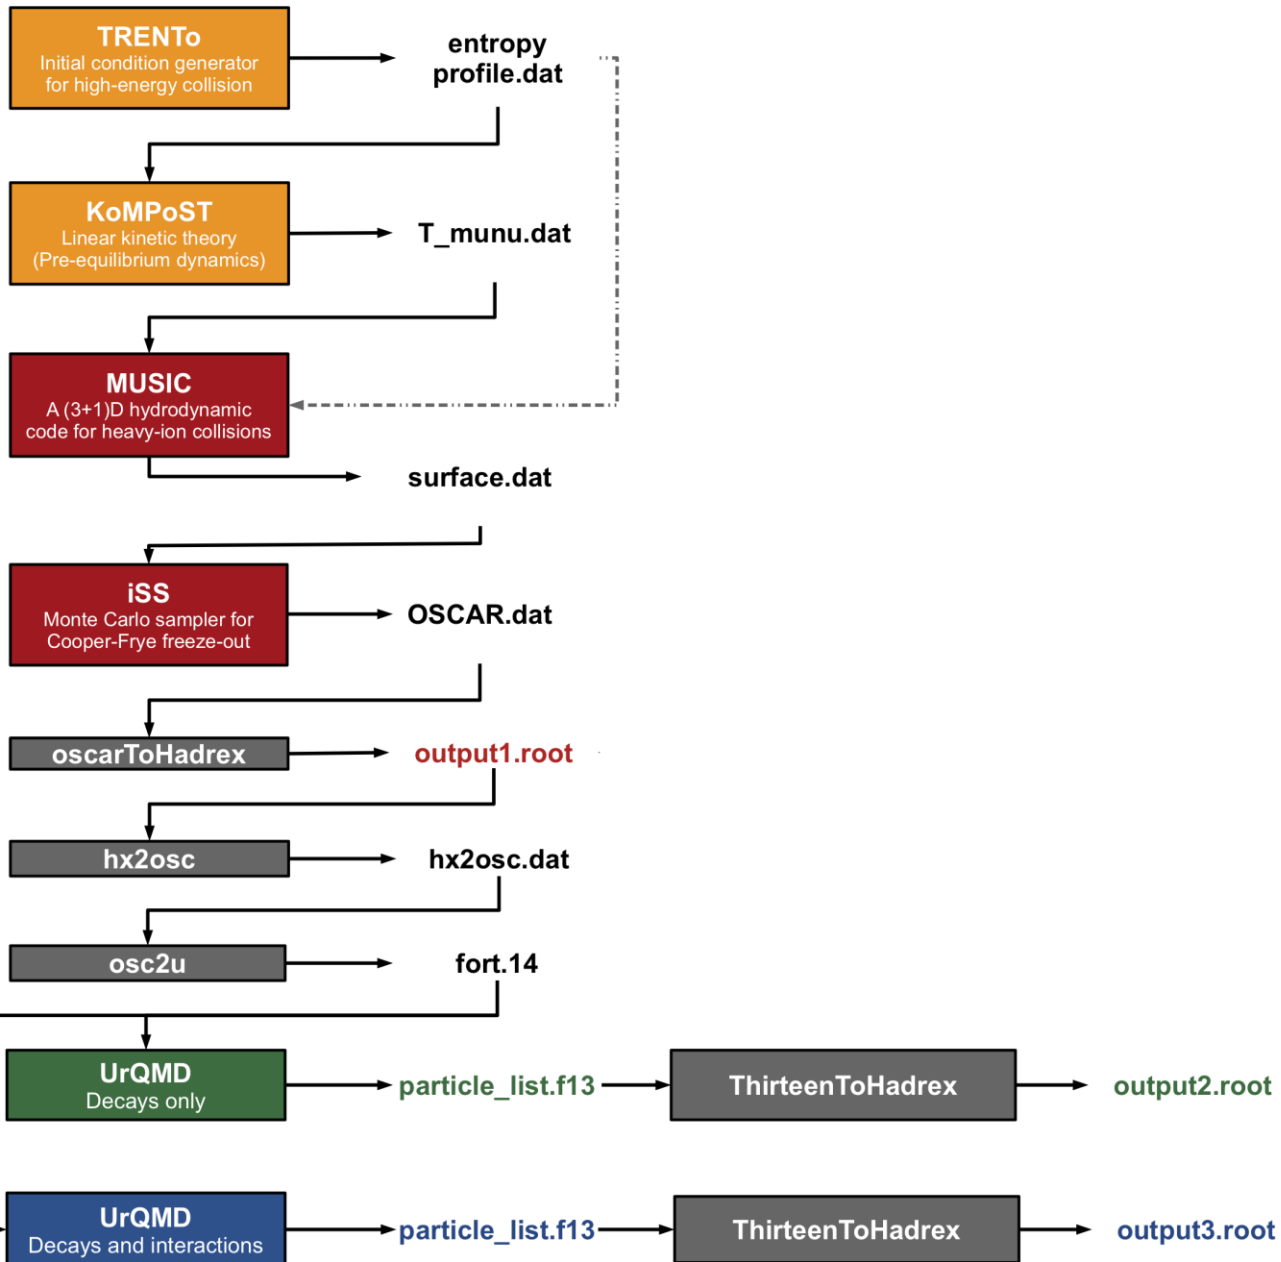 TRENTo
Initial condition generator
for high-energy collision
entropy
profile.dat
KoMPoST
Linear kinetic theory
(Pre-equilibrium dynamics)
T_munu.dat
MUSIC
A (3+1)D hydrodynamic
code for heavy-ion collisions
surface.dat
iSS
Monte Carlo sampler for
Cooper-Frye freeze-out
OSCAR.dat
oscarToHadrex
output1.root
hx2osc
hx2osc.dat
osc2u
fort.14
UrQMD
Decays only
particle_list.f13
ThirteenToHadrex
output2.root
UrQMD
Decays and interactions
particle_list.f13
ThirteenToHadrex
output3.root